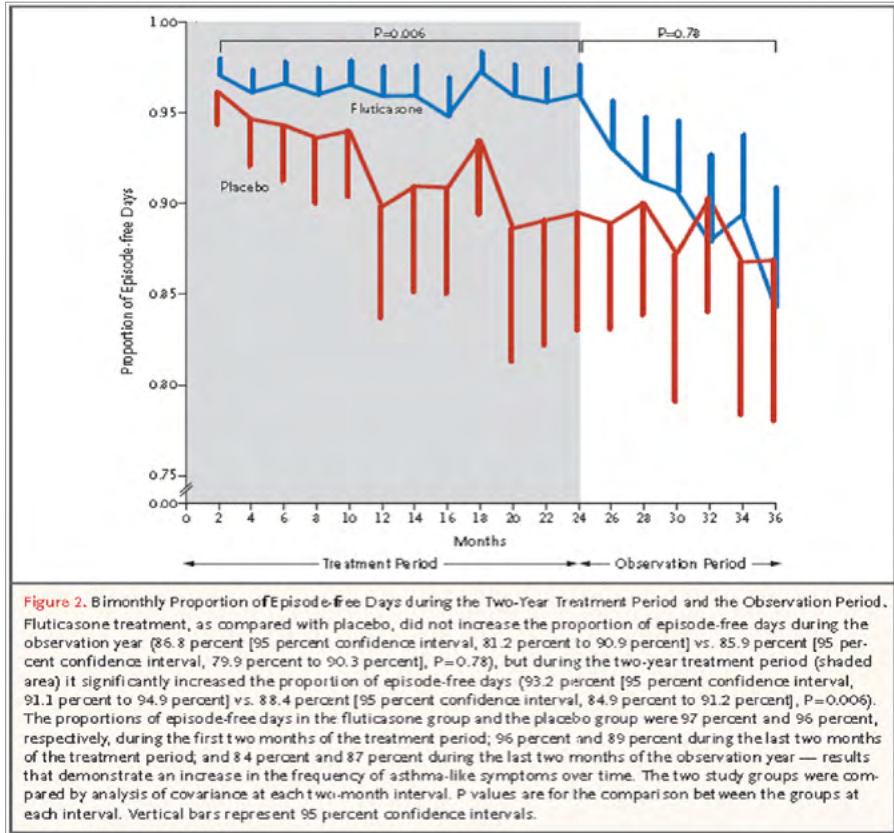 1.00
P=0.006
P=0.78
0.95
Fluticasone
0.90
Placebo
Proportion of Episode-free Days
0.85
0.80
0.75
0.00
0 2 4 6 8 10 12 14 16 18 20 22 24 26 28 30 32 34 36
Months
Treatment Period
Observation Period
Figure 2. Bimonthly Proportion of Episode-free Days during the Two-Year Treatment Period and the Observation Period.
Fluticasone treatment, as compared with placebo, did not increase the proportion of episode-free days during the
observation year (86.8 percent [95 percent confidence interval, 81.2 percent to 90.9 percent] vs. 85.9 percent [95 per-
cent confidence interval, 79.9 percent to 90.3 percent], P=0.78), but during the two-year treatment period (shaded
area) it significantly increased the proportion of episode-free days (93.2 percent [95 percent confidence interval,
91.1 percent to 94.9 percent] vs. 88.4 percent [95 percent confidence interval, 84.9 percent to 91.2 percent], P=0.006).
The proportions of episode-free days in the fluticasone group and the placebo group were 97 percent and 96 percent,
respectively, during the first two months of the treatment period; 96 percent and 89 percent during the last two months
of the treatment period; and 84 percent and 87 percent during the last two months of the observation year — results
that demonstrate an increase in the frequency of asthma-like symptoms over time. The two study groups were com-
pared by analysis of covariance at each two-month interval. P values are for the comparison between the groups at
each interval. Vertical bars represent 95 percent confidence intervals.